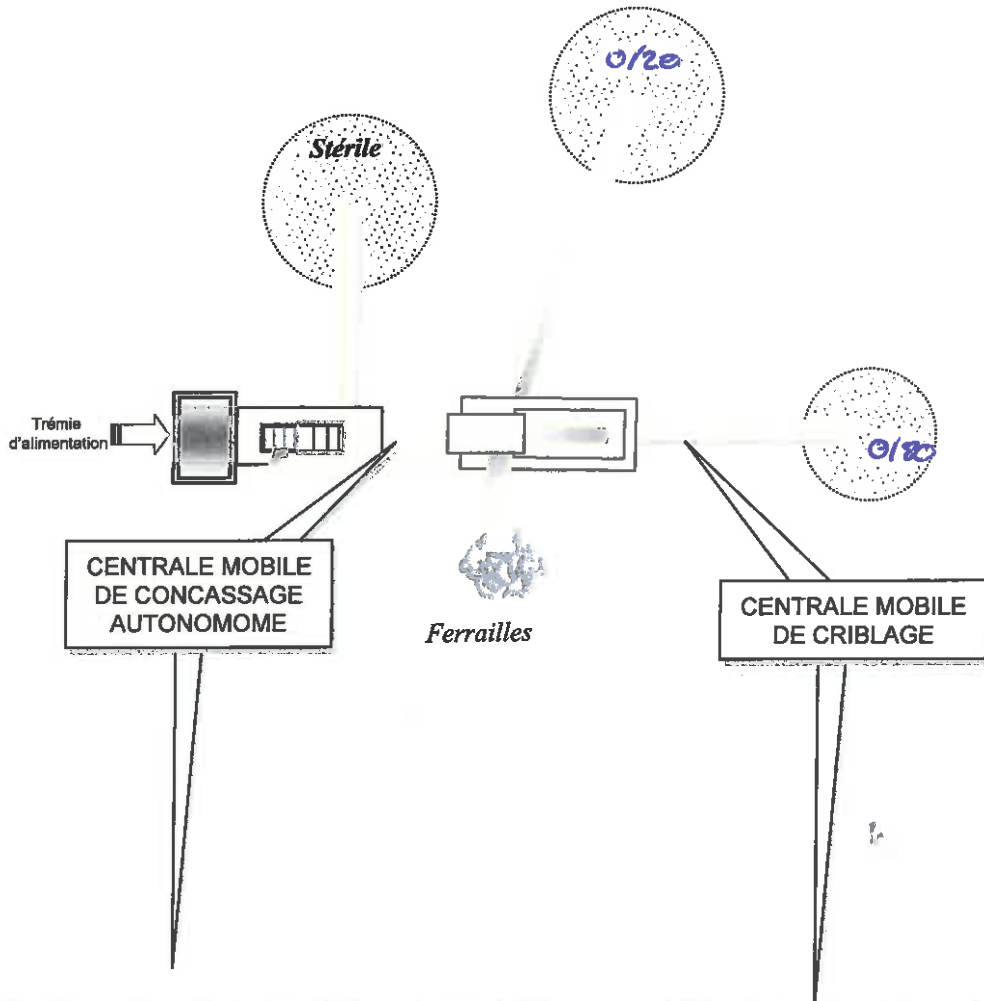 0/20
Stérile
Trémie
d'alimentation
0/80
CENTRALE MOBILE
DE CONCASSAGE
AUTONOMOME
Ferrailles
CENTRALE MOBILE
DE CRIBLAGE